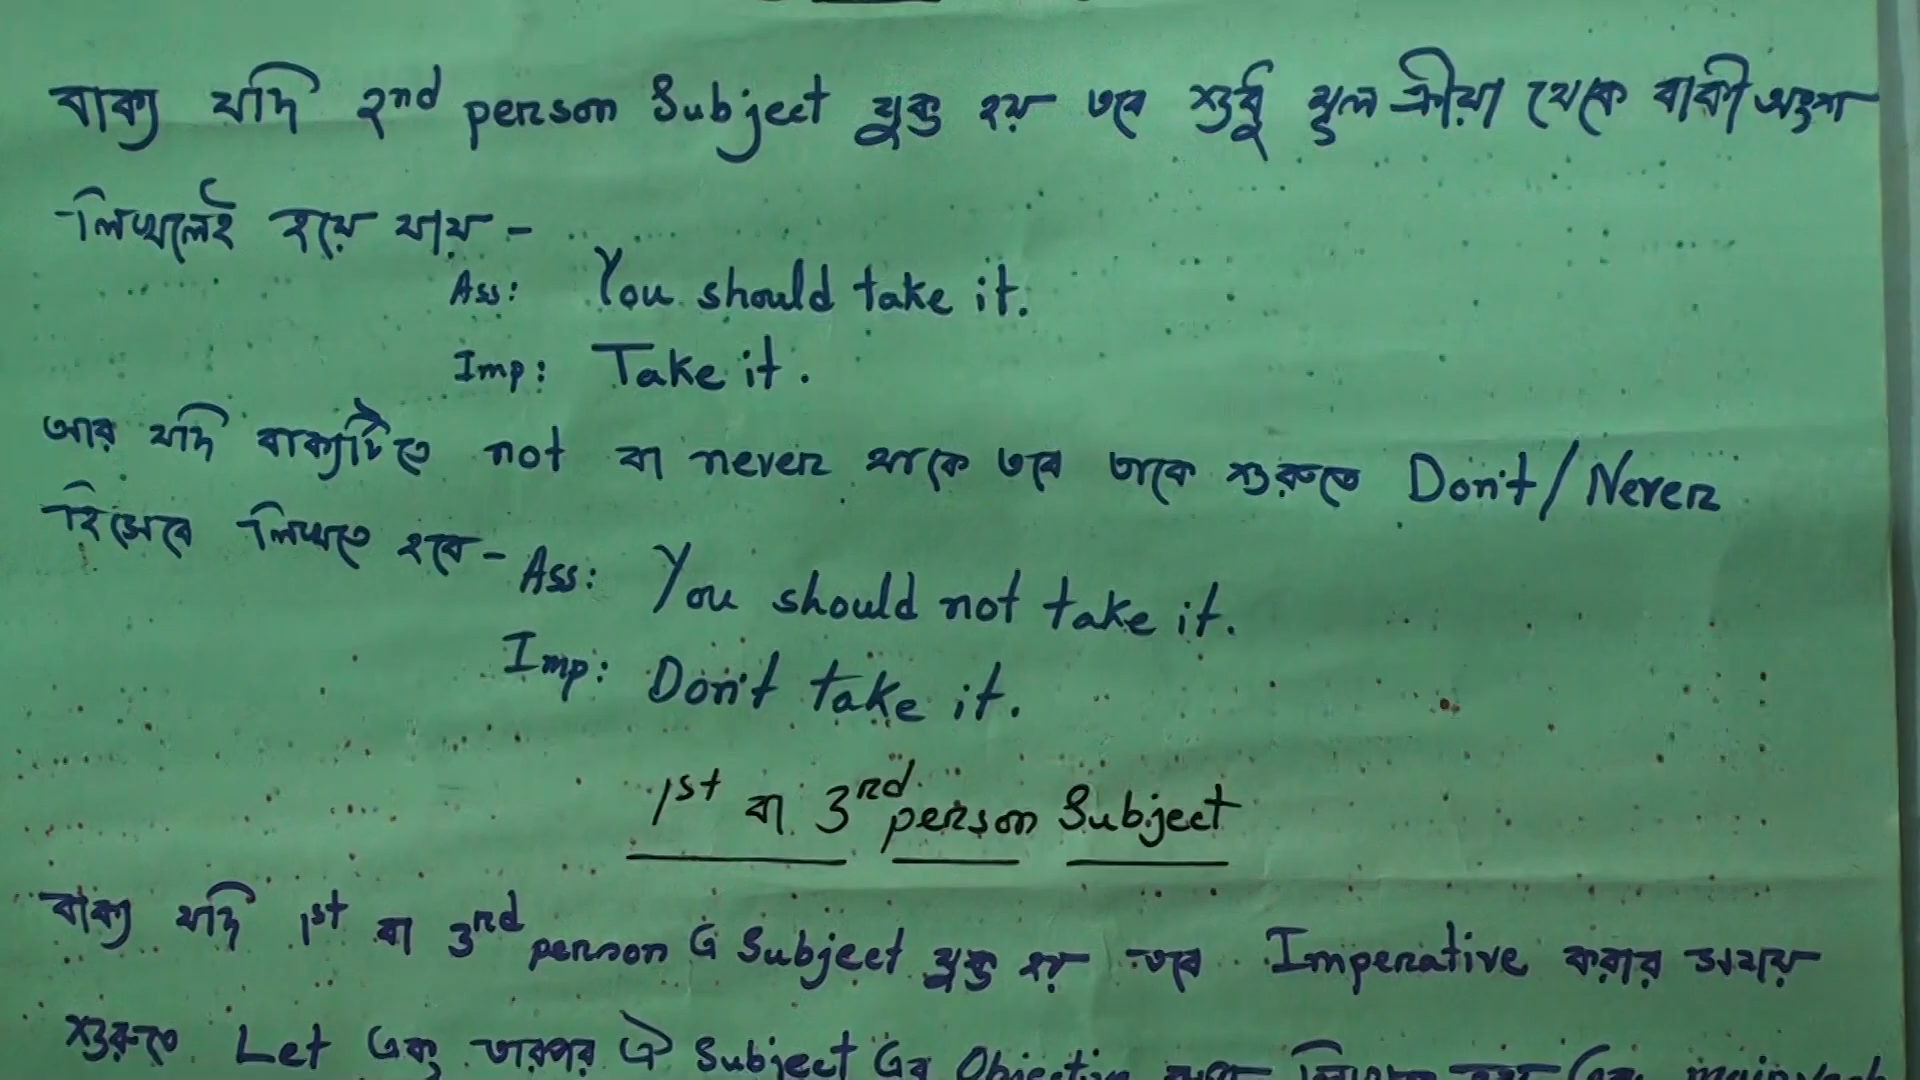 বাক্য যদি ২nd person Subject যুক্ত হয় তবে শুধু মূল ক্রীয়া থেকে বাকী অংশ
লিখলেই হয়ে যায় -
Ass: You should take it.
Imp: Take it.
আর যদি বাক্যটিতে not বা never থাকে তবে তাকে শুরুতে Don't/Never
হিসেবে লিখতে হবে-
Ass: You should not take it.
Imp: Don't take it.
1st বা 3rd person Subject
বাক্য যদি 1st বা 3rd person এ Subject যুক্ত হয় তবে Imperative করার সময়
শুরুতে Let এবং তারপর ঐ Subject এর